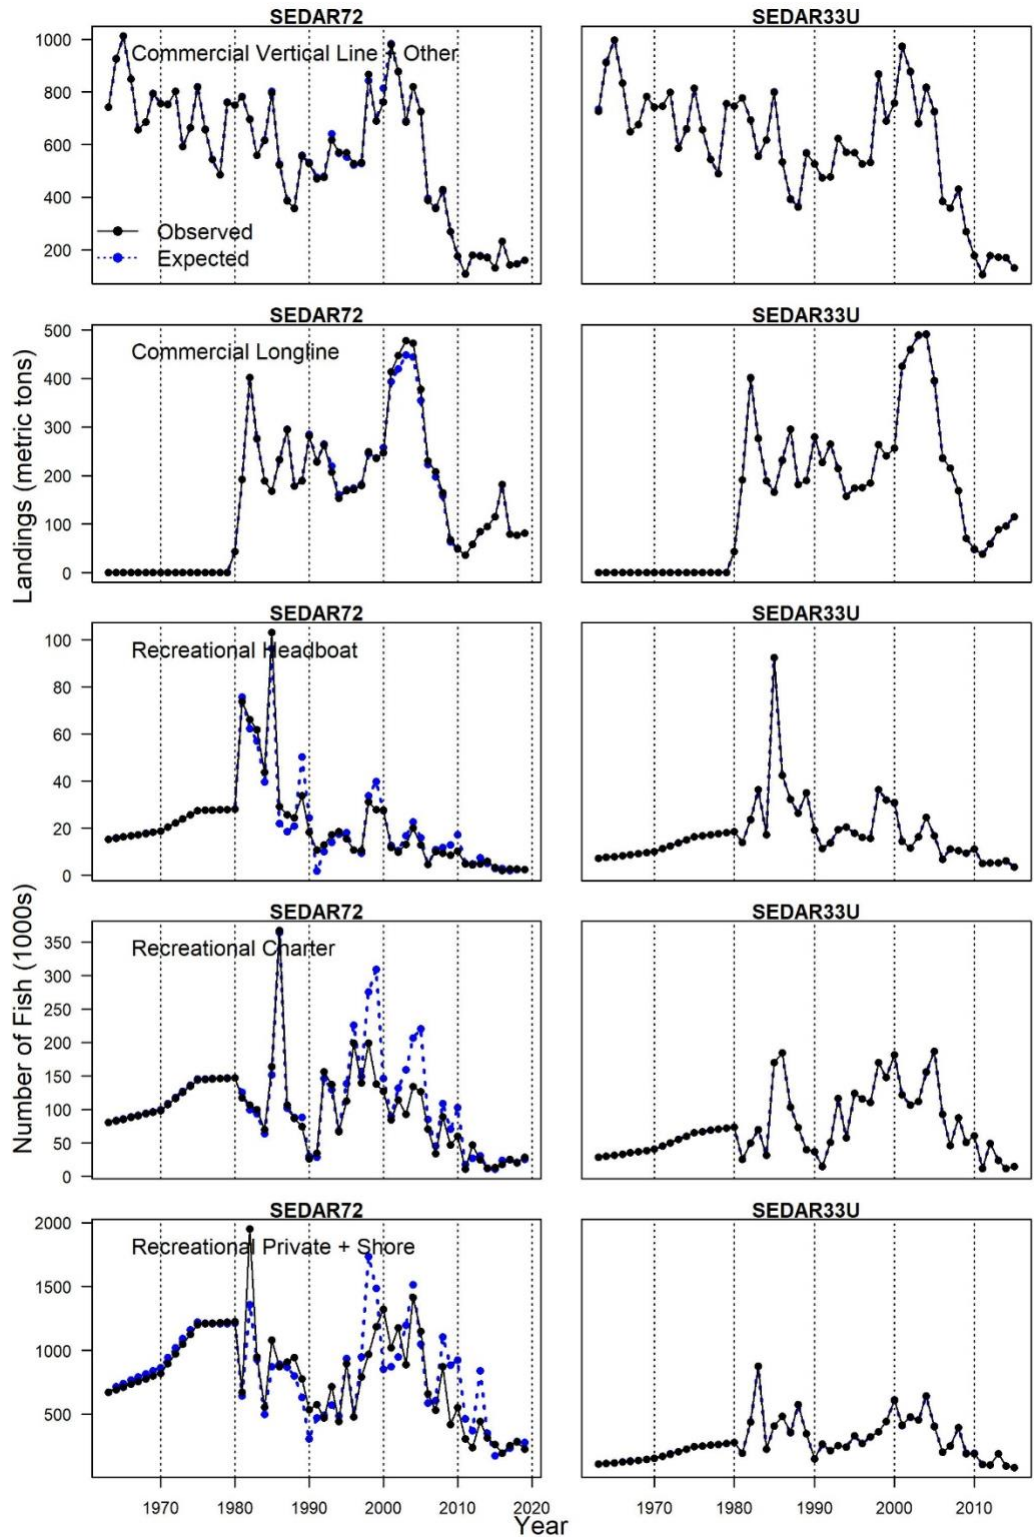 SEDAR72
SEDAR33U
Commercial Vertical Line + Other
1000
800
600
400
200
Observed
Expected
SEDAR72
SEDAR33U
Commercial Longline
500
400
300
200
100
0
Landings (metric tons)
SEDAR72
SEDAR33U
Recreational Headboat
100
80
60
40
20
0
SEDAR72
SEDAR33U
Recreational Charter
350
300
250
200
150
100
50
0
Number of Fish (1000s)
SEDAR72
SEDAR33U
Recreational Private + Shore
2000
1500
1000
500
1970 1980 1990 2000 2010 2020
1970 1980 1990 2000 2010
Year